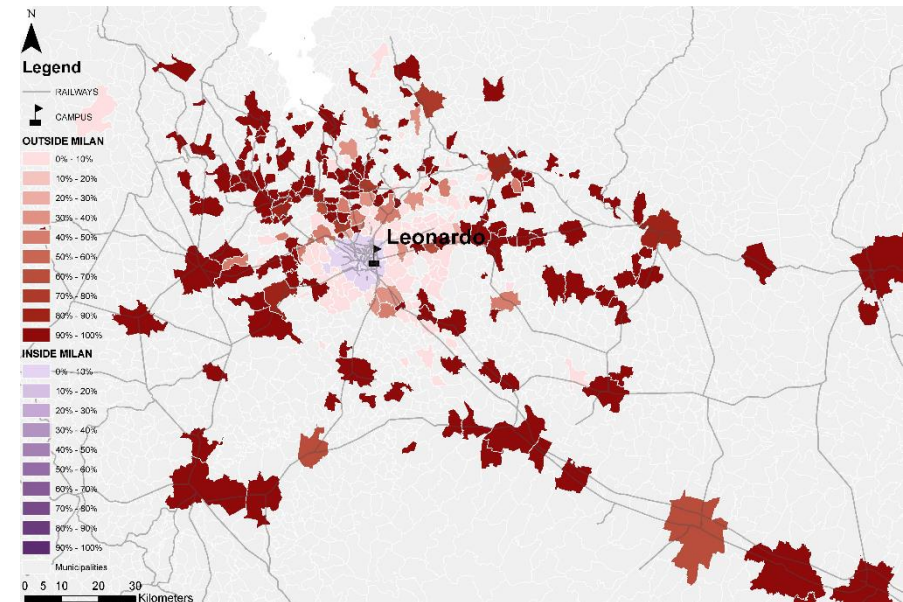 N
Legend
RAILWAYS
CAMPUS
OUTSIDE MILAN
0% - 10%
10% - 20%
20% - 30%
30% - 40%
40% - 50%
50% - 60%
60% - 70%
70% - 80%
80% - 90%
90% - 100%
INSIDE MILAN
0% - 10%
10% - 20%
20% - 30%
30% - 40%
40% - 50%
50% - 60%
60% - 70%
70% - 80%
80% - 90%
90% - 100%
Municipalities
0 5 10 20 30
Kilometers
Leonardo